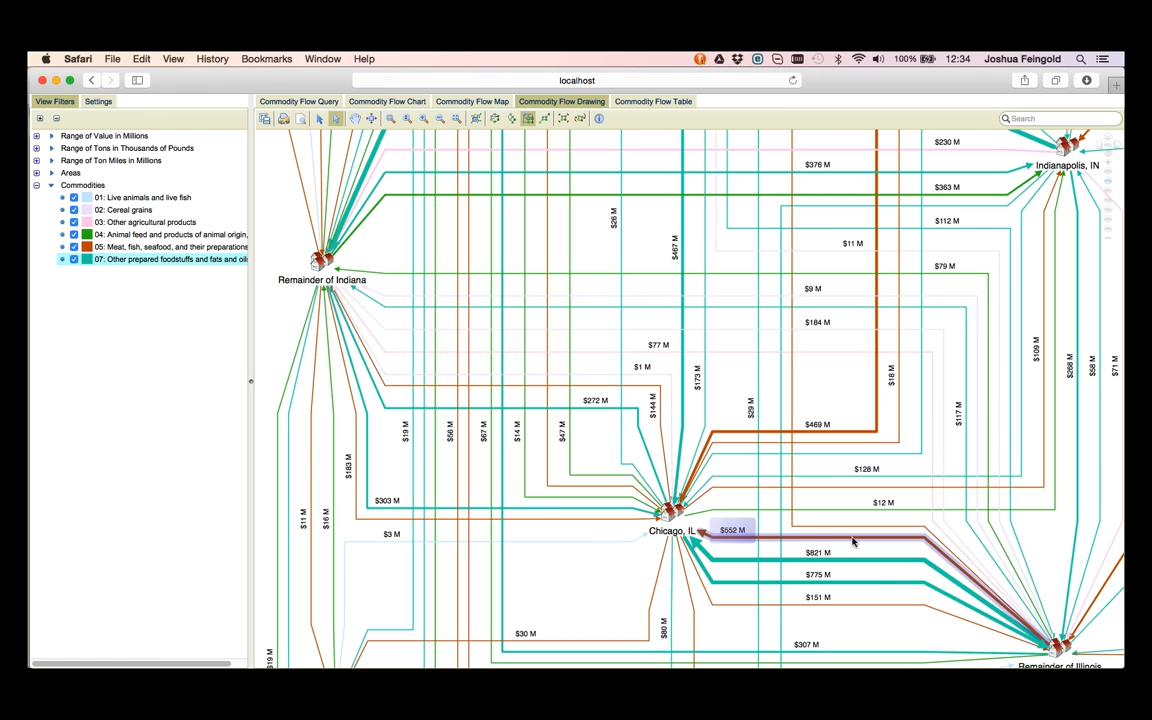 Safari File Edit View History Bookmarks Window Help 100% 12:34 Joshua Feingold
localhost
View Filters Settings
Commodity Flow Query Commodity Flow Chart Commodity Flow Map Commodity Flow Drawing Commodity Flow Table
Search
Range of Value in Millions
Range of Tons in Thousands of Pounds
Range of Ton Miles in Millions
Areas
Commodities
01: Live animals and live fish
02: Cereal grains
03: Other agricultural products
04: Animal feed and products of animal origin,
05: Meat, fish, seafood, and their preparations
07: Other prepared foodstuffs and fats and oils
$230 M
$376 M
Indianapolis, IN
$363 M
$26 M
$112 M
$467 M
$11 M
$79 M
Remainder of Indiana
$9 M
$184 M
$77 M
$109 M
$1 M
$268 M
$58 M
$71 M
$173 M
$18 M
$272 M
$144 M
$29 M
$117 M
$469 M
$19 M
$56 M
$67 M
$14 M
$47 M
$183 M
$128 M
$303 M
$12 M
$11 M
$16 M
Chicago, IL
$552 M
$3 M
$821 M
$775 M
$151 M
$30 M
$80 M
$307 M
$19 M
Remainder of Illinois